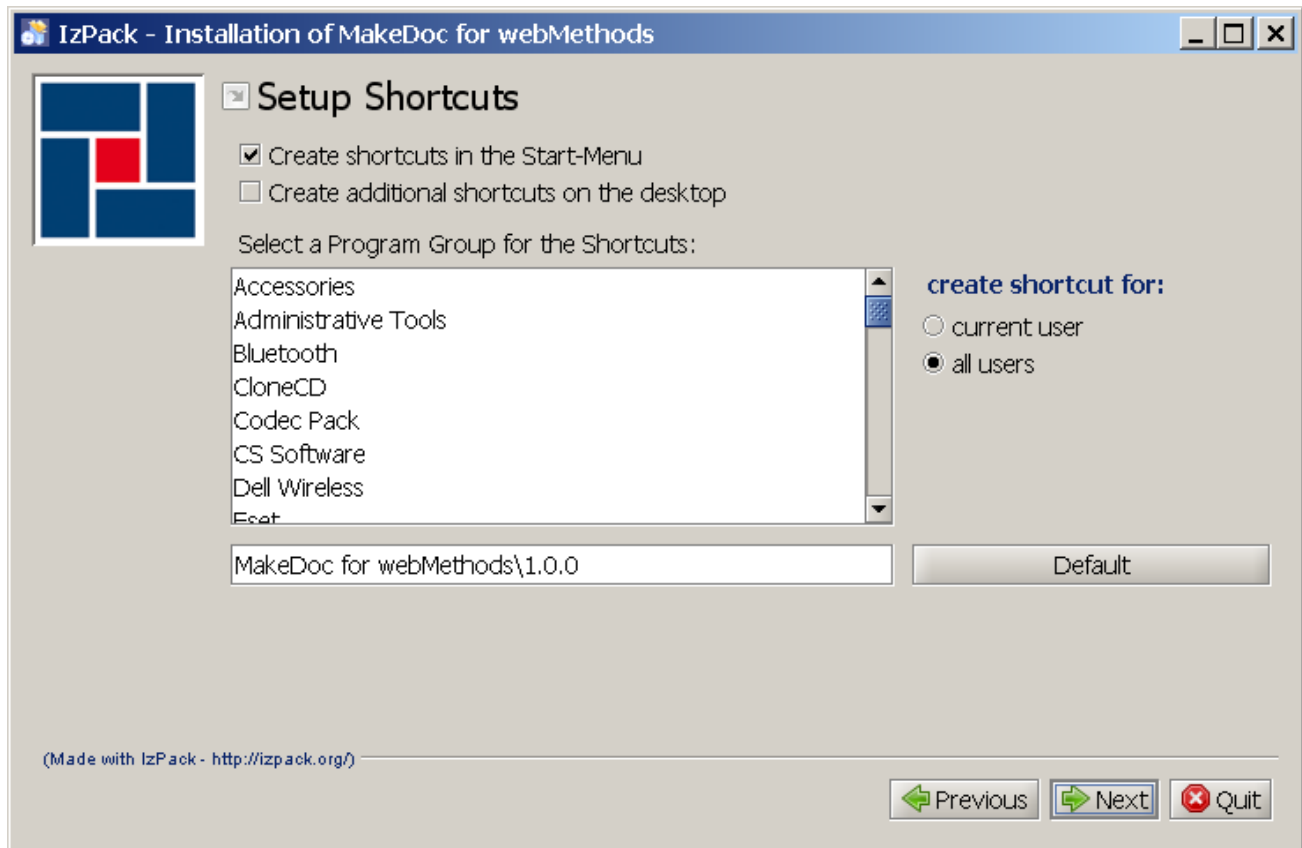 IzPack - Installation of MakeDoc for webMethods
Setup Shortcuts
Create shortcuts in the Start-Menu
Create additional shortcuts on the desktop
Select a Program Group for the Shortcuts:
Accessories
Administrative Tools
Bluetooth
CloneCD
Codec Pack
CS Software
Dell Wireless
Eset
create shortcut for:
current user
all users
MakeDoc for webMethods\1.0.0
Default
(Made with IzPack - http://izpack.org/)
Previous
Next
Quit